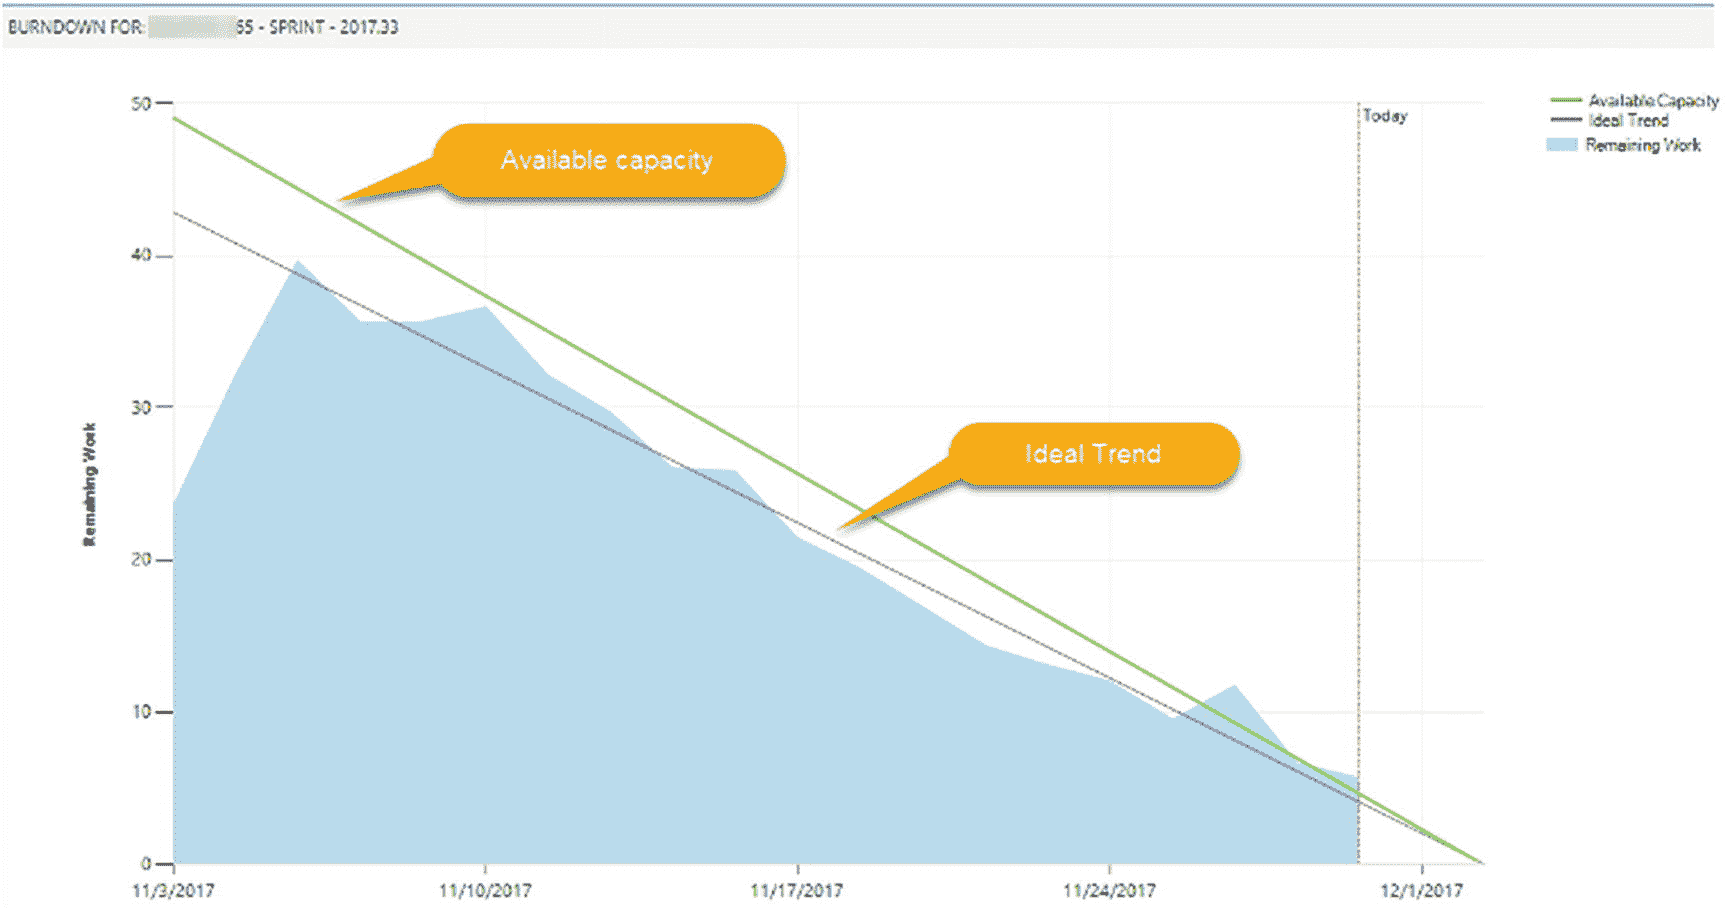 BURNDOWN FOR: 65 - SPRINT - 2017.33
50
Today
Available Capacity
Ideal Trend
Remaining Work
Available capacity
40
30
Ideal Trend
Remaining Work
20
10
0
11/3/2017 11/10/2017 11/17/2017 11/24/2017 12/1/2017